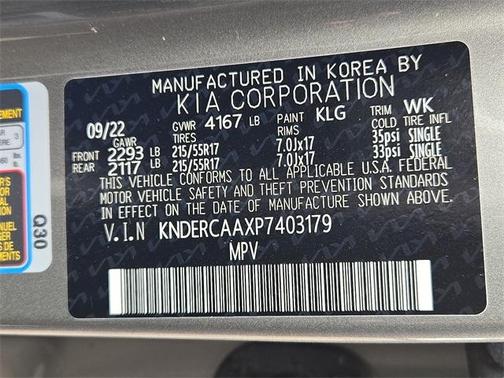 MANUFACTURED IN KOREA BY
KIA CORPORATION
09/22 GVWR 4167 LB PAINT KLG TRIM WK
GAWR TIRES RIMS COLD TIRE INFL
FRONT 2293 LB 215/55R17 7.0Jx17 35psi SINGLE
REAR 2117 LB 215/55R17 7.0Jx17 33psi SINGLE
THIS VEHICLE CONFORMS TO ALL APPLICABLE U.S.A. FEDERAL
MOTOR VEHICLE SAFETY AND THEFT PREVENTION STANDARDS
IN EFFECT ON THE DATE OF MANUFACTURE SHOWN ABOVE.
V.I.N KNDERCAAXP7403179
MPV
Q30